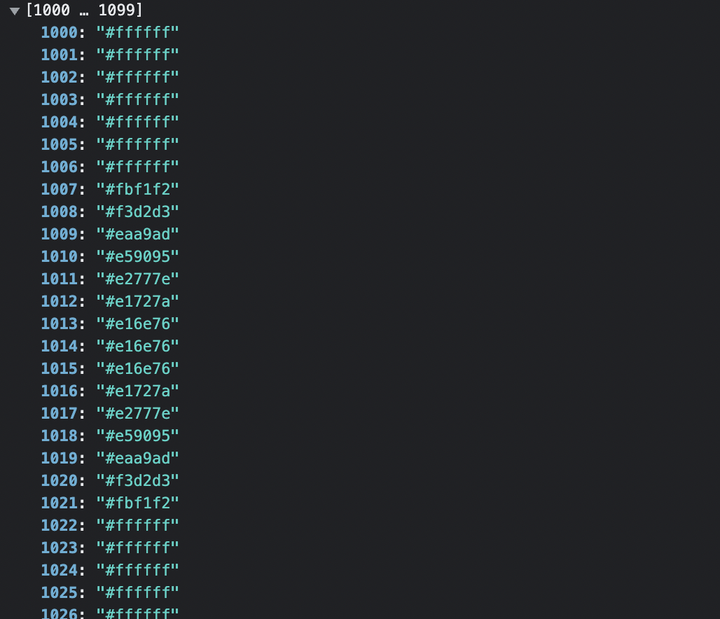 ▼ [1000 … 1099]
1000: "#ffffff"
1001: "#ffffff"
1002: "#ffffff"
1003: "#ffffff"
1004: "#ffffff"
1005: "#ffffff"
1006: "#ffffff"
1007: "#fbf1f2"
1008: "#f3d2d3"
1009: "#eaa9ad"
1010: "#e59095"
1011: "#e2777e"
1012: "#e1727a"
1013: "#e16e76"
1014: "#e16e76"
1015: "#e16e76"
1016: "#e1727a"
1017: "#e2777e"
1018: "#e59095"
1019: "#eaa9ad"
1020: "#f3d2d3"
1021: "#fbf1f2"
1022: "#ffffff"
1023: "#ffffff"
1024: "#ffffff"
1025: "#ffffff"
1026: "#ffffff"